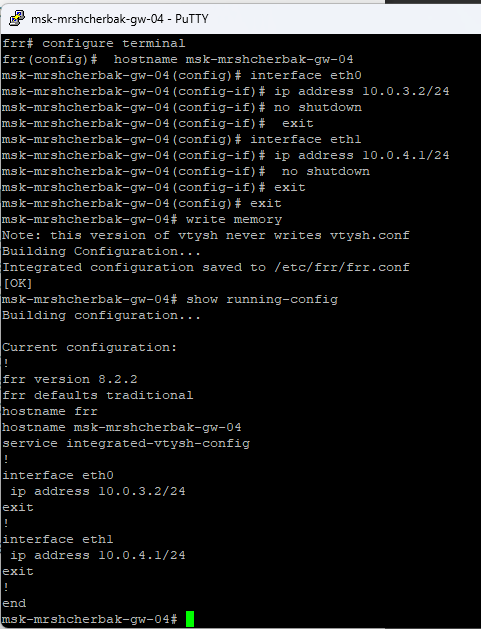 msk-mrshcherbak-gw-04 - PuTTY
frr# configure terminal
frr(config)#  hostname msk-mrshcherbak-gw-04
msk-mrshcherbak-gw-04(config)# interface eth0
msk-mrshcherbak-gw-04(config-if)# ip address 10.0.3.2/24
msk-mrshcherbak-gw-04(config-if)# no shutdown
msk-mrshcherbak-gw-04(config-if)#  exit
msk-mrshcherbak-gw-04(config)# interface eth1
msk-mrshcherbak-gw-04(config-if)# ip address 10.0.4.1/24
msk-mrshcherbak-gw-04(config-if)#  no shutdown
msk-mrshcherbak-gw-04(config-if)# exit
msk-mrshcherbak-gw-04(config)# exit
msk-mrshcherbak-gw-04# write memory
Note: this version of vtysh never writes vtysh.conf
Building Configuration...
Integrated configuration saved to /etc/frr/frr.conf
[OK]
msk-mrshcherbak-gw-04# show running-config
Building configuration...
Current configuration:
!
frr version 8.2.2
frr defaults traditional
hostname frr
hostname msk-mrshcherbak-gw-04
service integrated-vtysh-config
!
interface eth0
 ip address 10.0.3.2/24
exit
!
interface eth1
 ip address 10.0.4.1/24
exit
!
end
msk-mrshcherbak-gw-04#